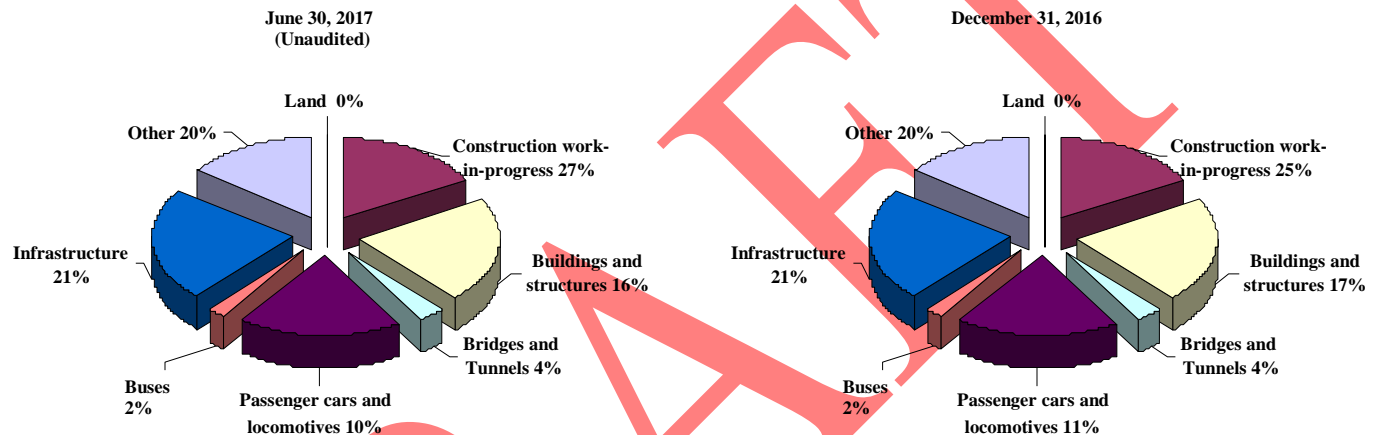 June 30, 2017
(Unaudited)
Land 0%
Other 20%
Construction work-
in-progress 27%
Infrastructure
21%
Buildings and
structures 16%
Bridges and
Tunnels 4%
Buses
2%
Passenger cars and
locomotives 10%
December 31, 2016
Land 0%
Other 20%
Construction work-
in-progress 25%
Infrastructure
21%
Buildings and
structures 17%
Bridges and
Tunnels 4%
Buses
2%
Passenger cars and
locomotives 11%